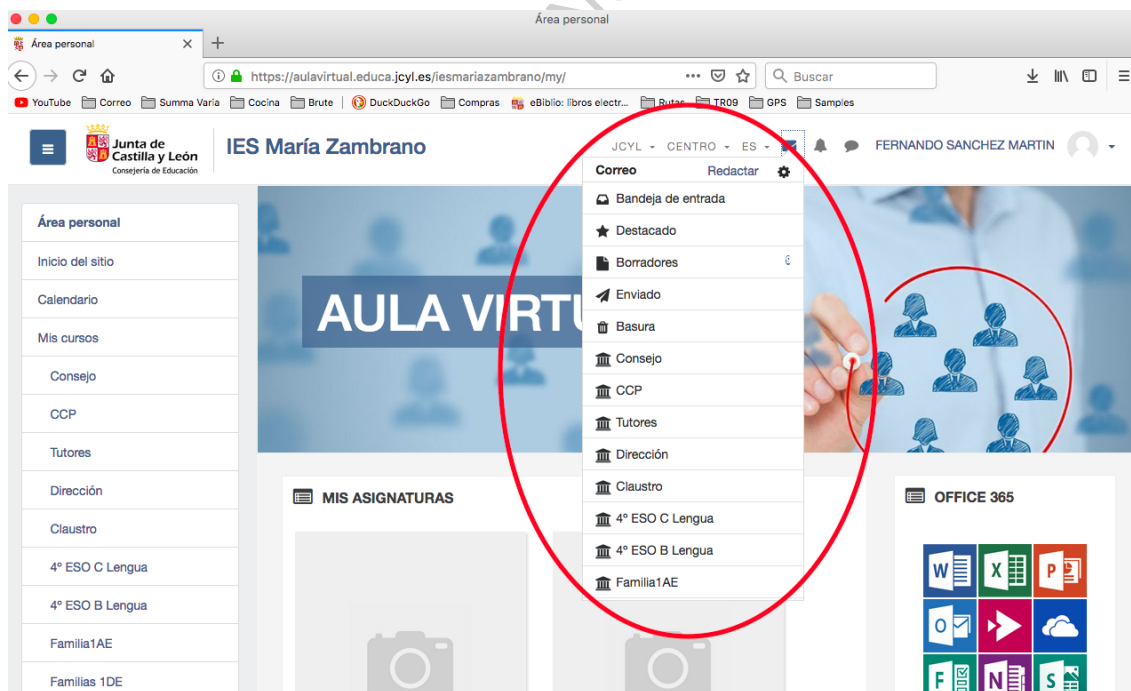 Área personal
Área personal
https://aulavirtual.educa.jcyl.es/iesmariazambrano/my/
Buscar
YouTube Correo Summa Varia Cocina Brute DuckDuckGo Compras eBiblio: libros electr... Rutas TR09 GPS Samples
Junta de
Castilla y León
Consejería de Educación
IES María Zambrano
JCYL CENTRO ES
FERNANDO SANCHEZ MARTIN
Correo Redactar
Bandeja de entrada
Destacado
Borradores
Enviado
Basura
Consejo
CCP
Tutores
Dirección
Claustro
4º ESO C Lengua
4º ESO B Lengua
Familia1AE
Área personal
Inicio del sitio
Calendario
Mis cursos
Consejo
CCP
Tutores
Dirección
Claustro
4º ESO C Lengua
4º ESO B Lengua
Familia1AE
Familias 1DE
AULA
MIS ASIGNATURAS
OFFICE 365
W X P
O
F N S